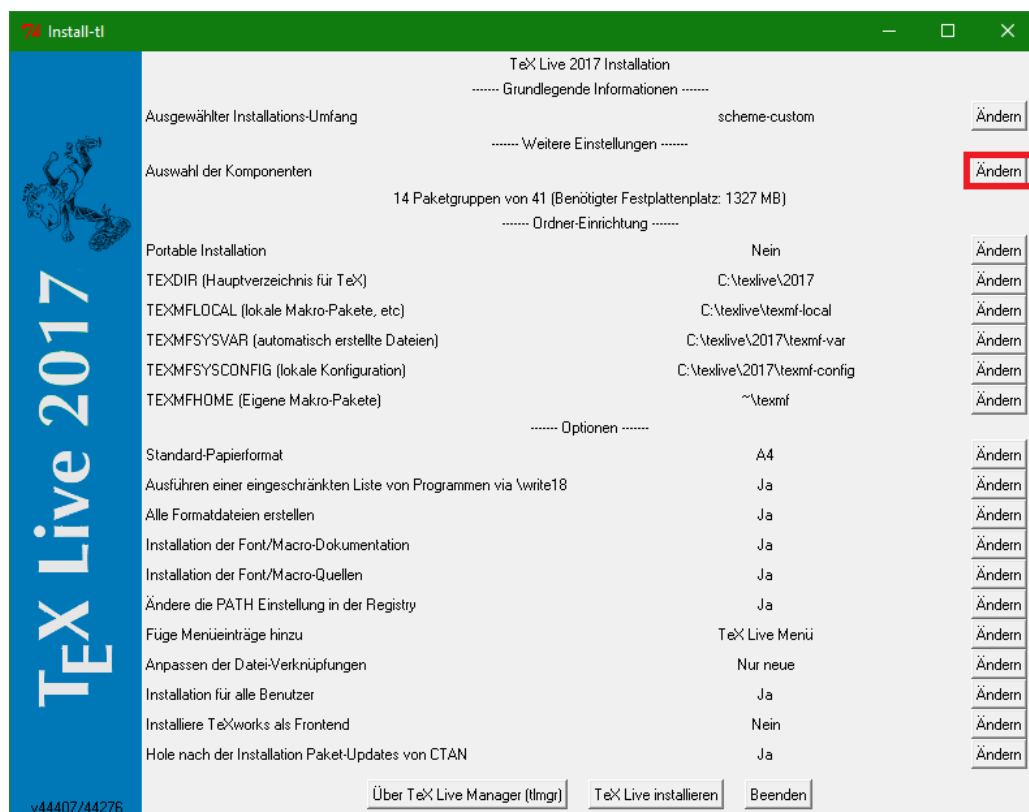 Install-tl
TeX Live 2017 Installation
------- Grundlegende Informationen -------
Ausgewählter Installations-Umfang scheme-custom Ändern
------- Weitere Einstellungen -------
Auswahl der Komponenten Ändern
14 Paketgruppen von 41 (Benötigter Festplattenplatz: 1327 MB)
------- Ordner-Einrichtung -------
Portable Installation Nein Ändern
TEXDIR (Hauptverzeichnis für TeX) C:\texlive\2017 Ändern
TEXMFLOCAL (lokale Makro-Pakete, etc) C:\texlive\texmf-local Ändern
TEXMFSYSVAR (automatisch erstellte Dateien) C:\texlive\2017\texmf-var Ändern
TEXMFSYSCONFIG (lokale Konfiguration) C:\texlive\2017\texmf-config Ändern
TEXMFHOME (Eigene Makro-Pakete) ~\texmf Ändern
------- Optionen -------
Standard-Papierformat A4 Ändern
Ausführen einer eingeschränkten Liste von Programmen via \write18 Ja Ändern
Alle Formatdateien erstellen Ja Ändern
Installation der Font/Macro-Dokumentation Ja Ändern
Installation der Font/Macro-Quellen Ja Ändern
Ändere die PATH Einstellung in der Registry Ja Ändern
Füge Menüeinträge hinzu TeX Live Menü Ändern
Anpassen der Datei-Verknüpfungen Nur neue Ändern
Installation für alle Benutzer Ja Ändern
Installiere TeXworks als Frontend Nein Ändern
Hole nach der Installation Paket-Updates von CTAN Ja Ändern
Über TeX Live Manager (tlmgr) TeX Live installieren Beenden
TEX Live 2017
v44407/44276